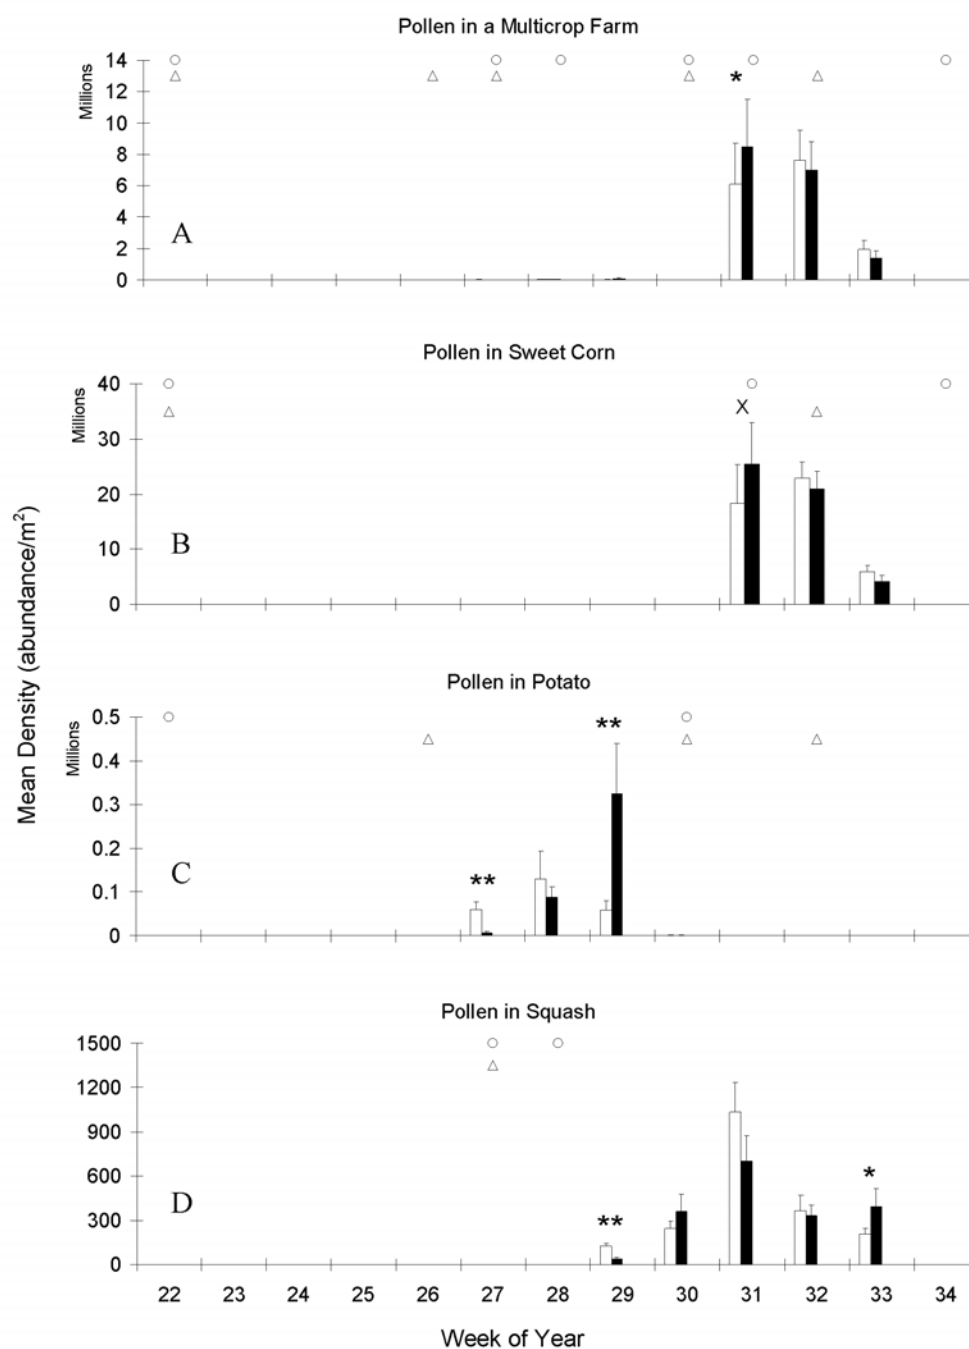 Pollen in a Multicrop Farm
Millions
14
12
10
8
6
4
2
0
*
A
Pollen in Sweet Corn
Millions
40
30
20
10
0
X
B
Mean Density (abundance/m²)
Pollen in Potato
Millions
0.5
0.4
0.3
0.2
0.1
0
**
**
C
Pollen in Squash
1500
1200
900
600
300
0
**
*
D
22 23 24 25 26 27 28 29 30 31 32 33 34
Week of Year